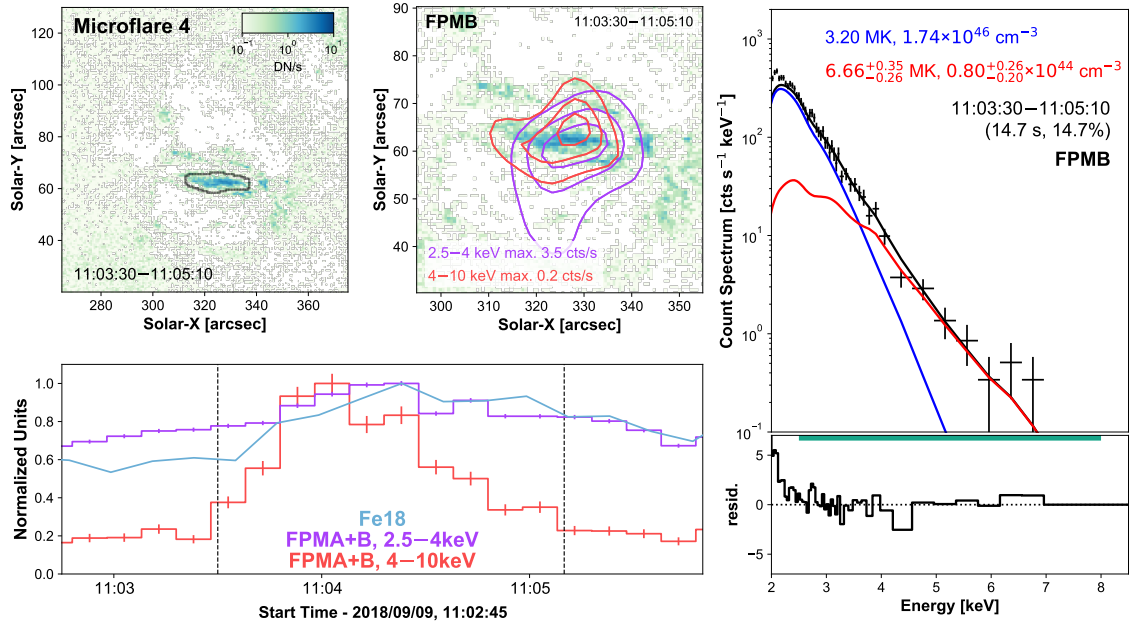 Microflare 4
10⁻¹ 10⁰ 10¹
DN/s
120
100
80
60
40
Solar-Y [arcsec]
11:03:30−11:05:10
280 300 320 340 360
Solar-X [arcsec]
FPMB
11:03:30−11:05:10
90
80
70
60
50
40
Solar-Y [arcsec]
2.5−4 keV max. 3.5 cts/s
4−10 keV max. 0.2 cts/s
300 310 320 330 340 350
Solar-X [arcsec]
3.20 MK, 1.74×10⁴⁶ cm⁻³
6.66+0.35−0.26 MK, 0.80+0.26−0.20×10⁴⁴ cm⁻³
11:03:30−11:05:10
(14.7 s, 14.7%)
FPMB
10³
10²
10¹
10⁰
10⁻¹
Count Spectrum [cts s⁻¹ keV⁻¹]
5
0
−5
resid.
2 3 4 5 6 7 8
Energy [keV]
1.0
0.8
0.6
0.4
0.2
0.0
Normalized Units
Fe18
FPMA+B, 2.5−4keV
FPMA+B, 4−10keV
11:03 11:04 11:05
Start Time - 2018/09/09, 11:02:45